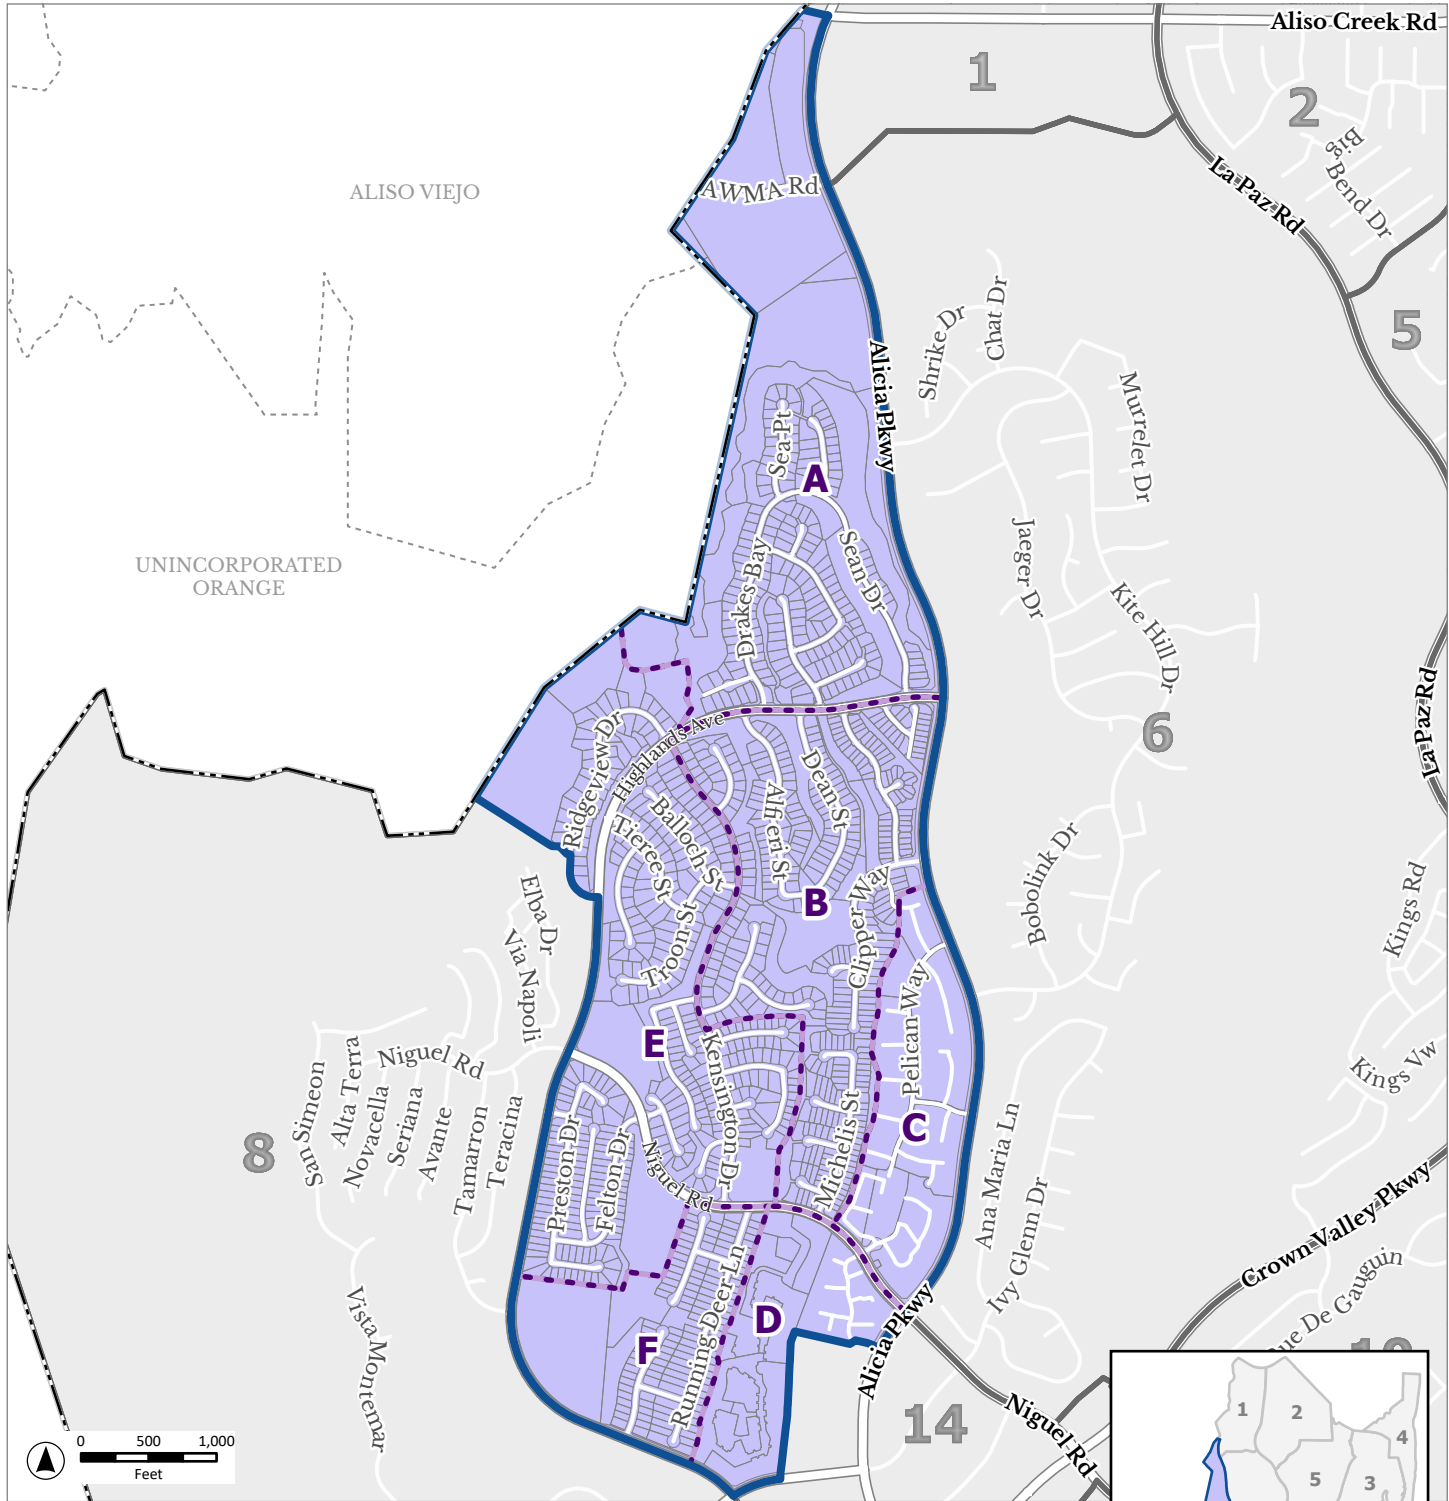 Aliso Creek Rd
1
2
Big
Bend Dr
La Paz Rd
ALISO VIEJO
AWMA Rd
5
Chat Dr
Shrike Dr
Alicia Pkwy
Murrelet Dr
Sea Pt
A
UNINCORPORATED
ORANGE
Drakes Bay
Sean Dr
Jaeger Dr
Kite Hill Dr
La Paz Rd
6
Ridgeview Dr
Highlands Ave
Dean St
Alfieri St
Balloch St
Tieree St
B
Clipper Way
Bobolink Dr
Kings Rd
Elba Dr
Via Napoli
Troon St
Pelican Way
E
Kensington Dr
Niguel Rd
Kings Vw
San Simeon
Alta Terra
Novacella
Seriana
Avante
Tamarron
Teracina
8
C
Michelis St
Preston Dr
Felton Dr
Niguel Rd
Ana Maria Ln
Ivy Glenn Dr
Crown Valley Pkwy
Running Deer Ln
D
F
Alicia Pkwy
Vista Montemar
14
Niguel Rd
0 500 1,000
Feet
1
2
4
5
3